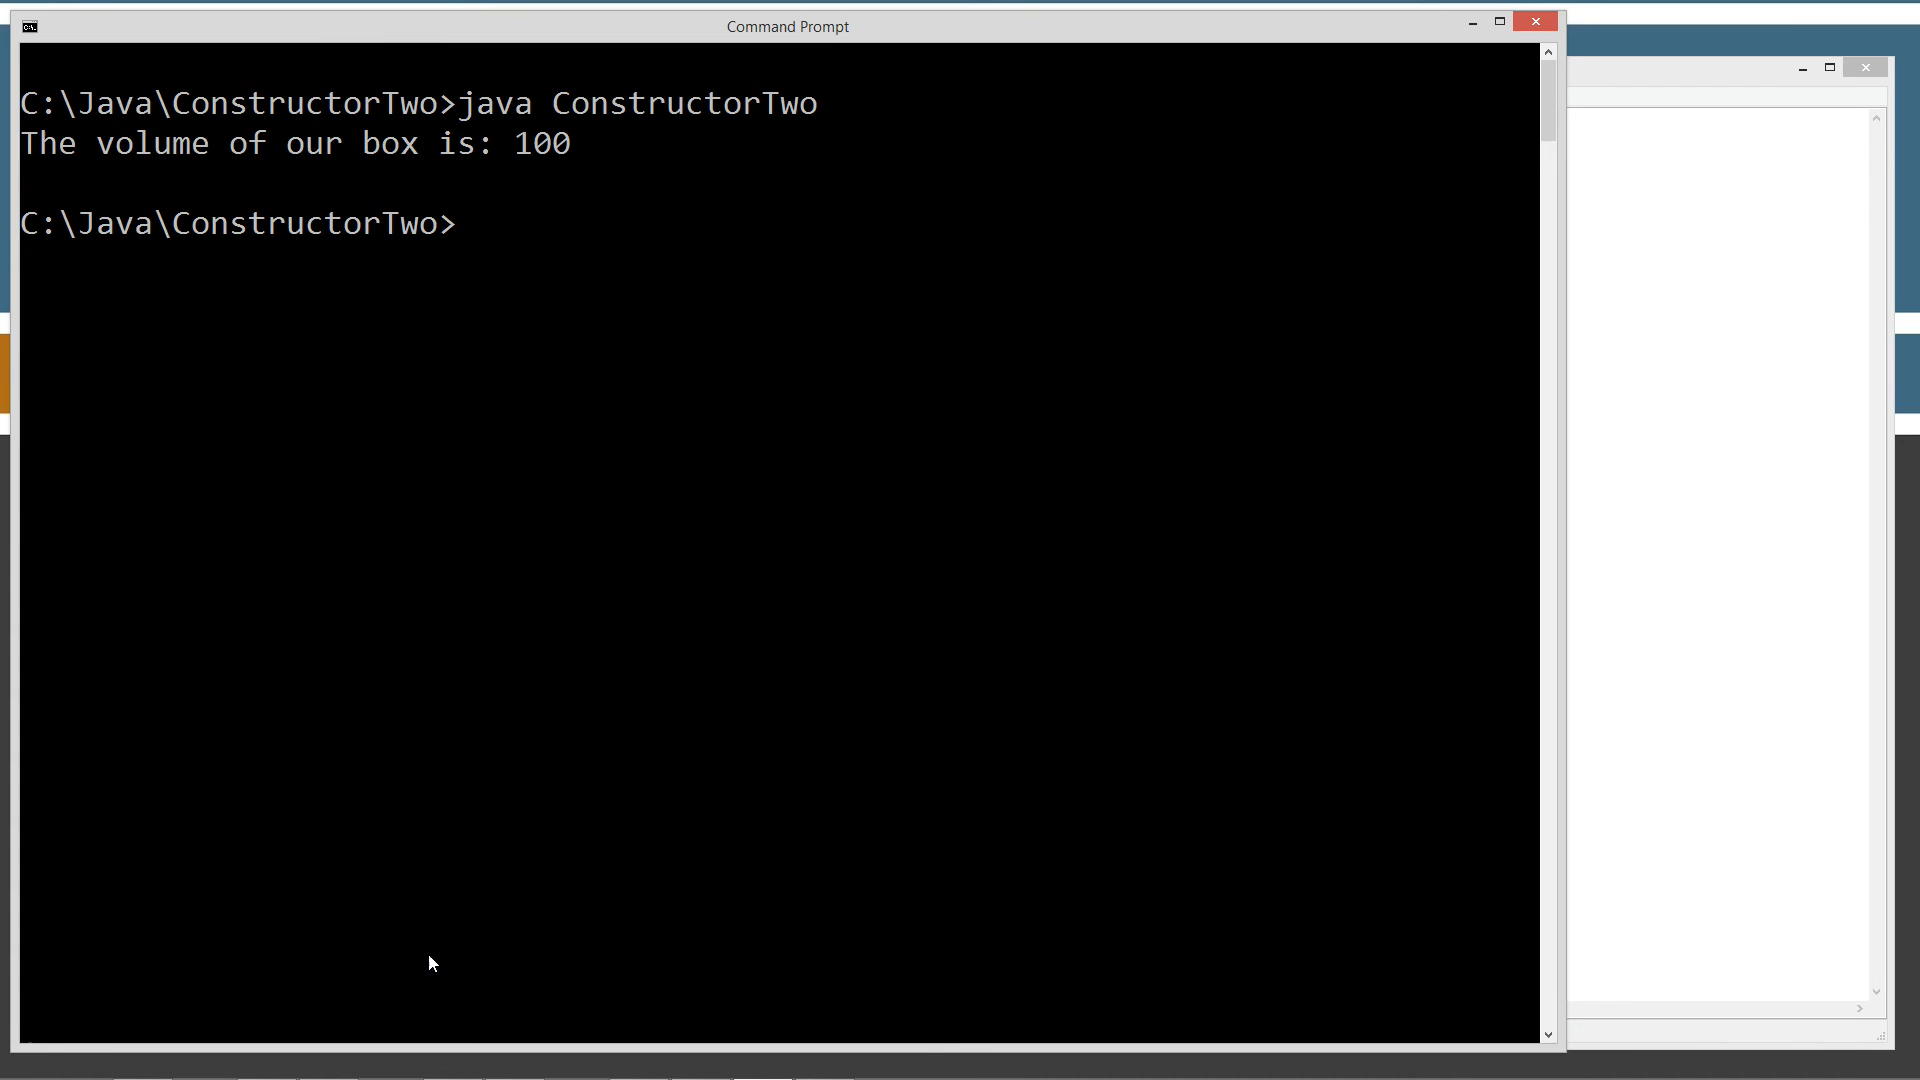 Command Prompt
C:\Java\ConstructorTwo>java ConstructorTwo
The volume of our box is: 100
C:\Java\ConstructorTwo>